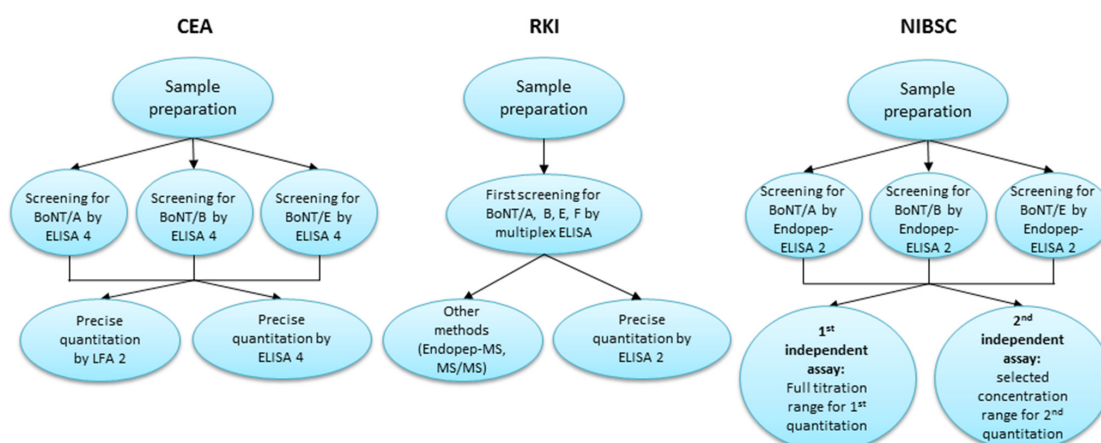 CEA
RKI
NIBSC
Sample
preparation
Sample
preparation
Sample
preparation
Screening for
BoNT/A by
ELISA 4
Screening for
BoNT/B by
ELISA 4
Screening for
BoNT/E by
ELISA 4
First screening for
BoNT/A, B, E, F by
multiplex ELISA
Screening for
BoNT/A by
Endopep-
ELISA 2
Screening for
BoNT/B by
Endopep-
ELISA 2
Screening for
BoNT/E by
Endopep-
ELISA 2
Precise
quantitation
by LFA 2
Precise
quantitation by
ELISA 4
Other
methods
(Endopep-MS,
MS/MS)
Precise
quantitation by
ELISA 2
1st
independent
assay:
Full titration
range for 1st
quantitation
2nd
independent
assay:
selected
concentration
range for 2nd
quantitation